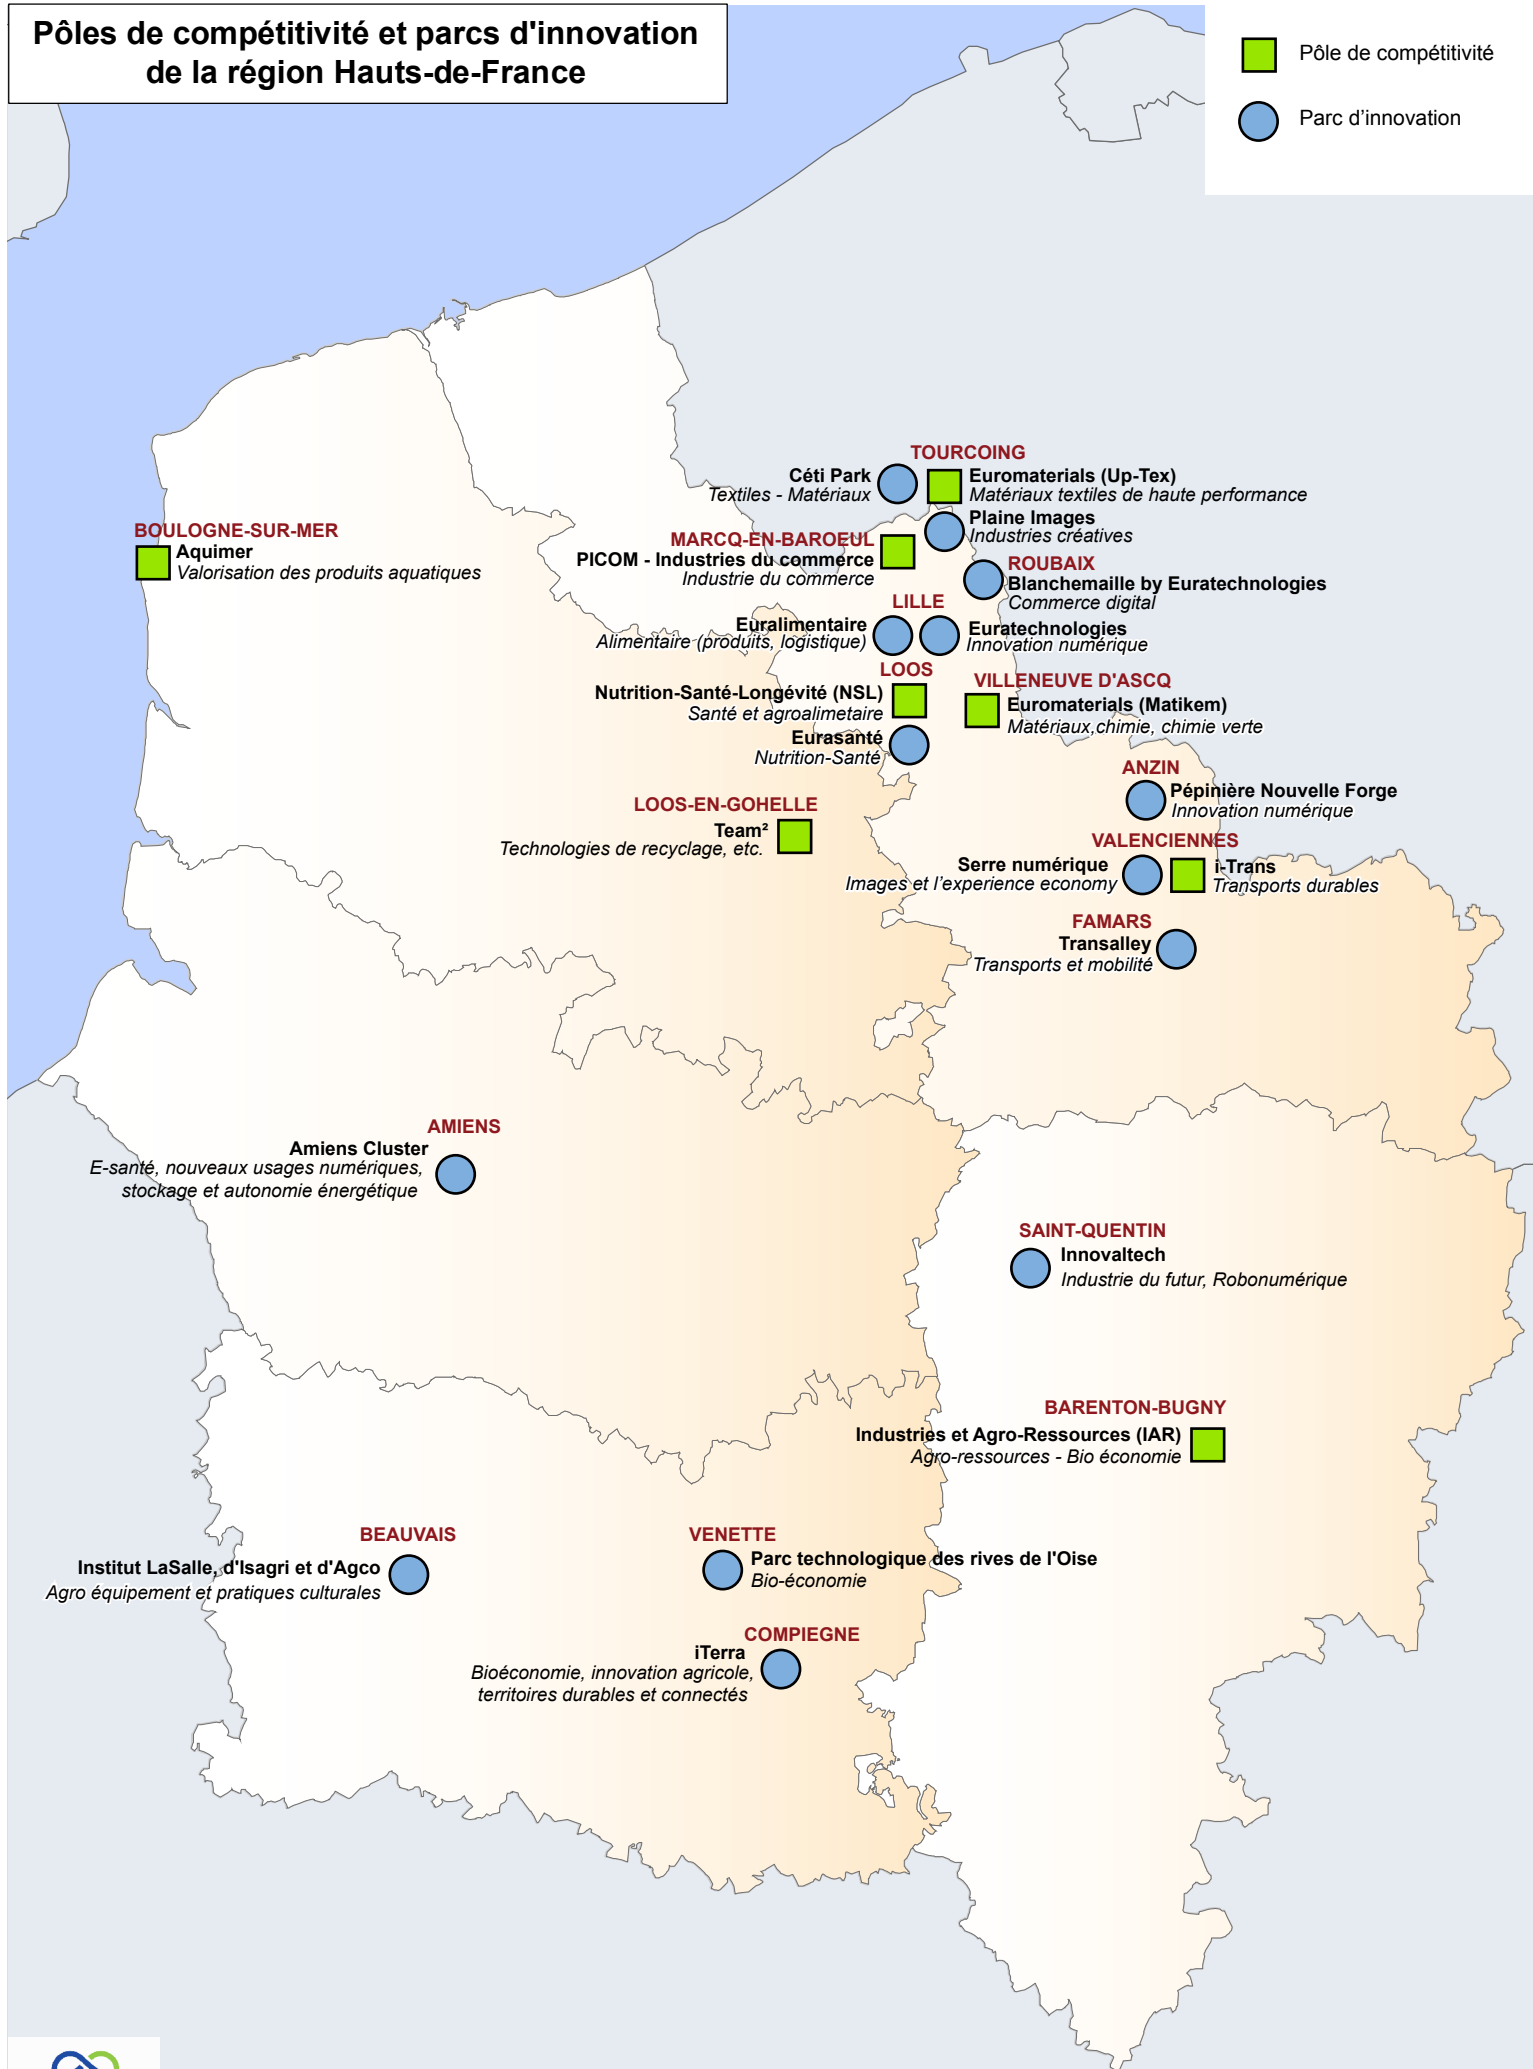 Pôles de compétitivité et parcs d'innovation
de la région Hauts-de-France
Pôle de compétitivité
Parc d'innovation
TOURCOING
Céti Park
Textiles - Matériaux
Euromaterials (Up-Tex)
Matériaux textiles de haute performance
Plaine Images
Industries créatives
BOULOGNE-SUR-MER
Aquimer
Valorisation des produits aquatiques
MARCQ-EN-BAROEUL
PICOM - Industries du commerce
Industrie du commerce
ROUBAIX
Blanchemaille by Euratechnologies
Commerce digital
LILLE
Euralimentaire
Alimentaire (produits, logistique)
Euratechnologies
Innovation numérique
LOOS
Nutrition-Santé-Longévité (NSL)
Santé et agroalimetaire
Eurasanté
Nutrition-Santé
VILLENEUVE D'ASCQ
Euromaterials (Matikem)
Matériaux,chimie, chimie verte
ANZIN
Pépinière Nouvelle Forge
Innovation numérique
LOOS-EN-GOHELLE
Team²
Technologies de recyclage, etc.
VALENCIENNES
Serre numérique
Images et l'experience economy
i-Trans
Transports durables
FAMARS
Transalley
Transports et mobilité
AMIENS
Amiens Cluster
E-santé, nouveaux usages numériques,
stockage et autonomie énergétique
SAINT-QUENTIN
Innovaltech
Industrie du futur, Robonumérique
BARENTON-BUGNY
Industries et Agro-Ressources (IAR)
Agro-ressources - Bio économie
BEAUVAIS
Institut LaSalle, d'Isagri et d'Agco
Agro équipement et pratiques culturales
VENETTE
Parc technologique des rives de l'Oise
Bio-économie
COMPIEGNE
iTerra
Bioéconomie, innovation agricole,
territoires durables et connectés